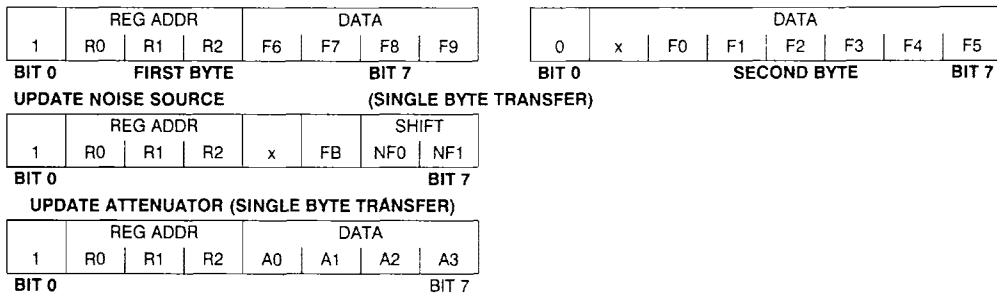 REG ADDR DATA
1 R0 R1 R2 F6 F7 F8 F9
BIT 0 FIRST BYTE BIT 7
DATA
0 x F0 F1 F2 F3 F4 F5
BIT 0 SECOND BYTE BIT 7
UPDATE NOISE SOURCE (SINGLE BYTE TRANSFER)
REG ADDR SHIFT
1 R0 R1 R2 x FB NF0 NF1
BIT 0 BIT 7
UPDATE ATTENUATOR (SINGLE BYTE TRANSFER)
REG ADDR DATA
1 R0 R1 R2 A0 A1 A2 A3
BIT 0 BIT 7